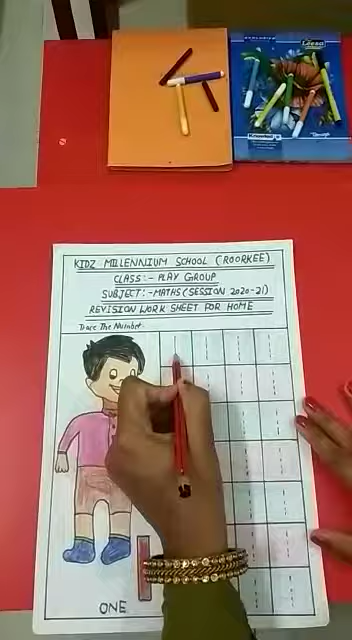 KIDZ MILLENNIUM SCHOOL (ROORKEE)
CLASS:- PLAY GROUP
SUBJECT:-MATHS(SESSION 2020-21)
REVISION WORK SHEET FOR HOME
Trace The Number
ONE